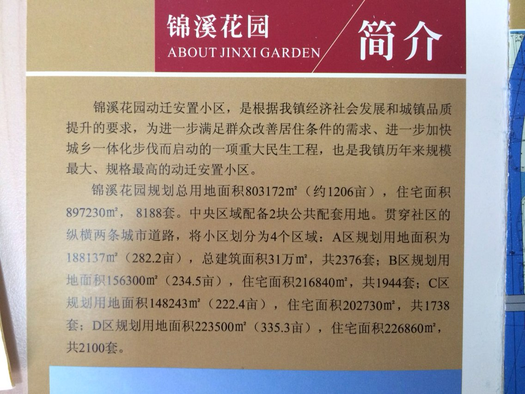 锦溪花园
ABOUT JINXI GARDEN
简介
锦溪花园动迁安置小区，是根据我镇经济社会发展和城镇品质
提升的要求，为进一步满足群众改善居住条件的需求、进一步加快
城乡一体化步伐而启动的一项重大民生工程，也是我镇历年来规模
最大、规格最高的动迁安置小区。
锦溪花园规划总用地面积803172㎡（约1206亩），住宅面积
897230㎡，8188套。中央区域配备2块公共配套用地。贯穿社区的
纵横两条城市道路，将小区划分为4个区域：A区规划用地面积为
188137㎡（282.2亩），总建筑面积31万㎡，共2376套；B区规划用
地面积156300㎡（234.5亩），住宅面积216840㎡，共1944套；C区
规划用地面积148243㎡（222.4亩），住宅面积202730㎡，共1738
套；D区规划用地面积223500㎡（335.3亩），住宅面积226860㎡，
共2100套。